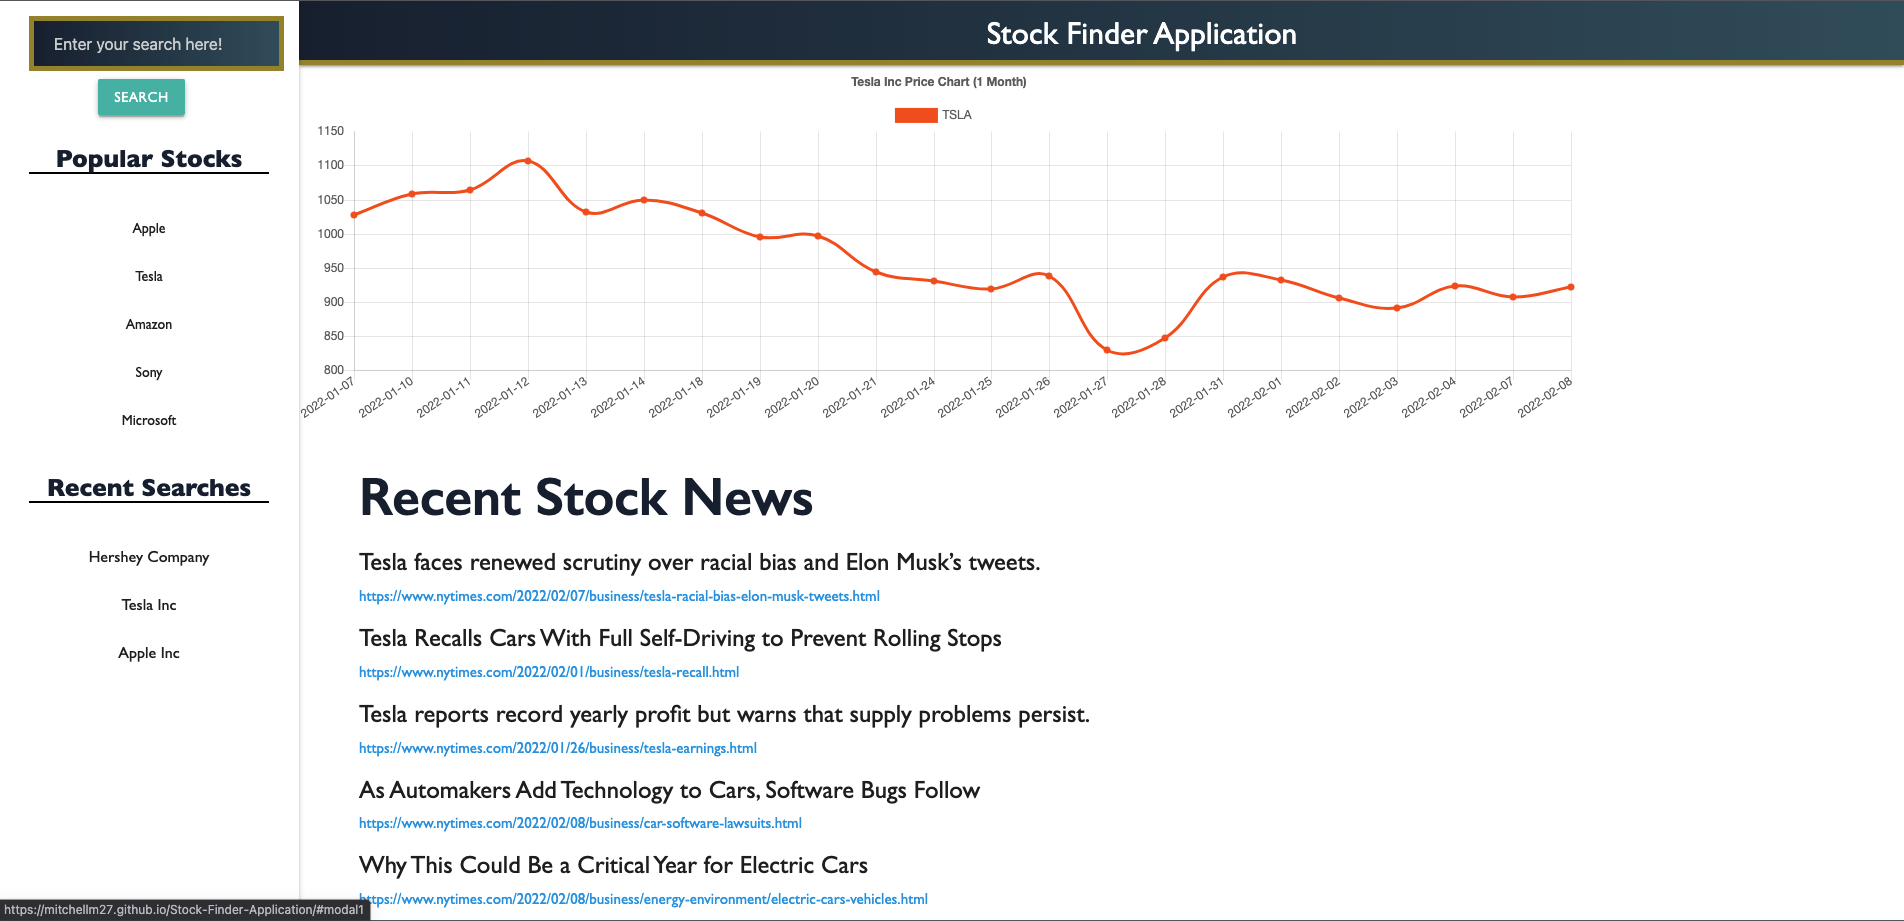 Enter your search here!
SEARCH
Popular Stocks
Apple
Tesla
Amazon
Sony
Microsoft
Recent Searches
Hershey Company
Tesla Inc
Apple Inc
Stock Finder Application
Tesla Inc Price Chart (1 Month)
TSLA
1150
1100
1050
1000
950
900
850
800
2022-01-07
2022-01-10
2022-01-11
2022-01-12
2022-01-13
2022-01-14
2022-01-18
2022-01-19
2022-01-20
2022-01-21
2022-01-24
2022-01-25
2022-01-26
2022-01-27
2022-01-28
2022-01-31
2022-02-01
2022-02-02
2022-02-03
2022-02-04
2022-02-07
2022-02-08
Recent Stock News
Tesla faces renewed scrutiny over racial bias and Elon Musk’s tweets.
https://www.nytimes.com/2022/02/07/business/tesla-racial-bias-elon-musk-tweets.html
Tesla Recalls Cars With Full Self-Driving to Prevent Rolling Stops
https://www.nytimes.com/2022/02/01/business/tesla-recall.html
Tesla reports record yearly profit but warns that supply problems persist.
https://www.nytimes.com/2022/01/26/business/tesla-earnings.html
As Automakers Add Technology to Cars, Software Bugs Follow
https://www.nytimes.com/2022/02/08/business/car-software-lawsuits.html
Why This Could Be a Critical Year for Electric Cars
https://www.nytimes.com/2022/02/08/business/energy-environment/electric-cars-vehicles.html
https://mitchellm27.github.io/Stock-Finder-Application/#modal1